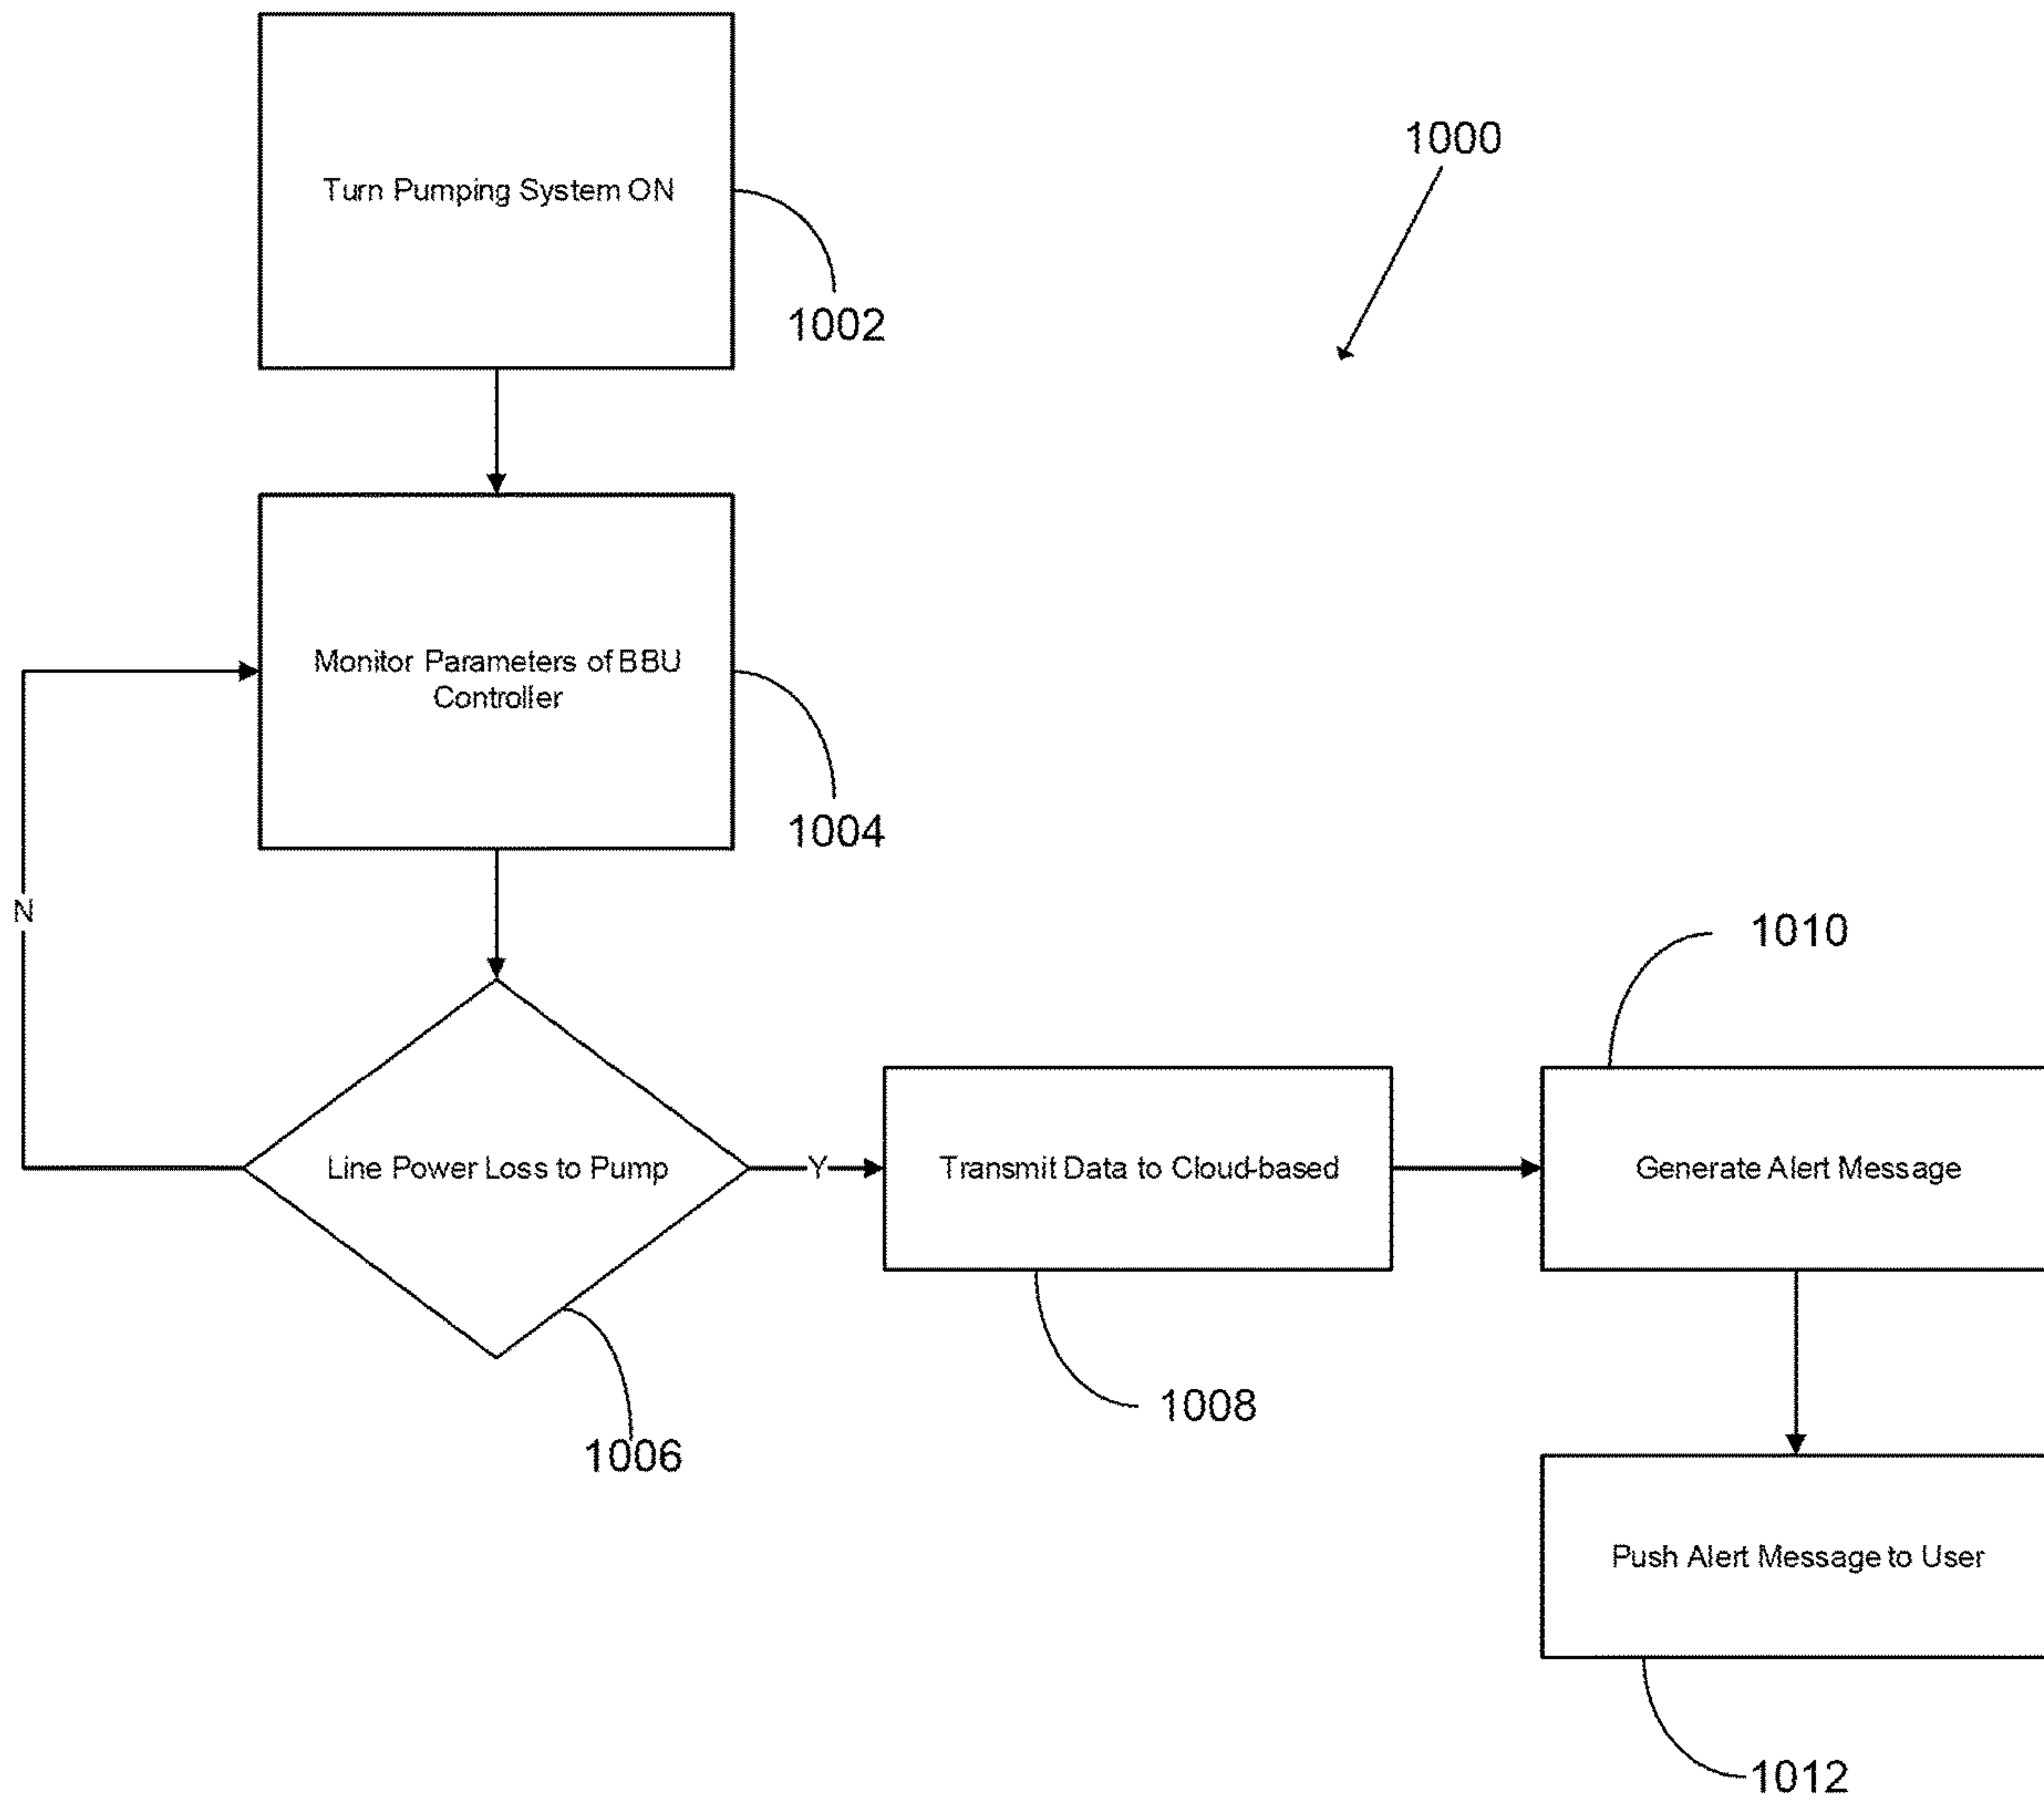 Turn Pumping System ON
1002
1000
Monitor Parameters of BBU
Controller
1004
N
Line Power Loss to Pump
1006
Y
Transmit Data to Cloud-based
1008
1010
Generate Alert Message
Push Alert Message to User
1012